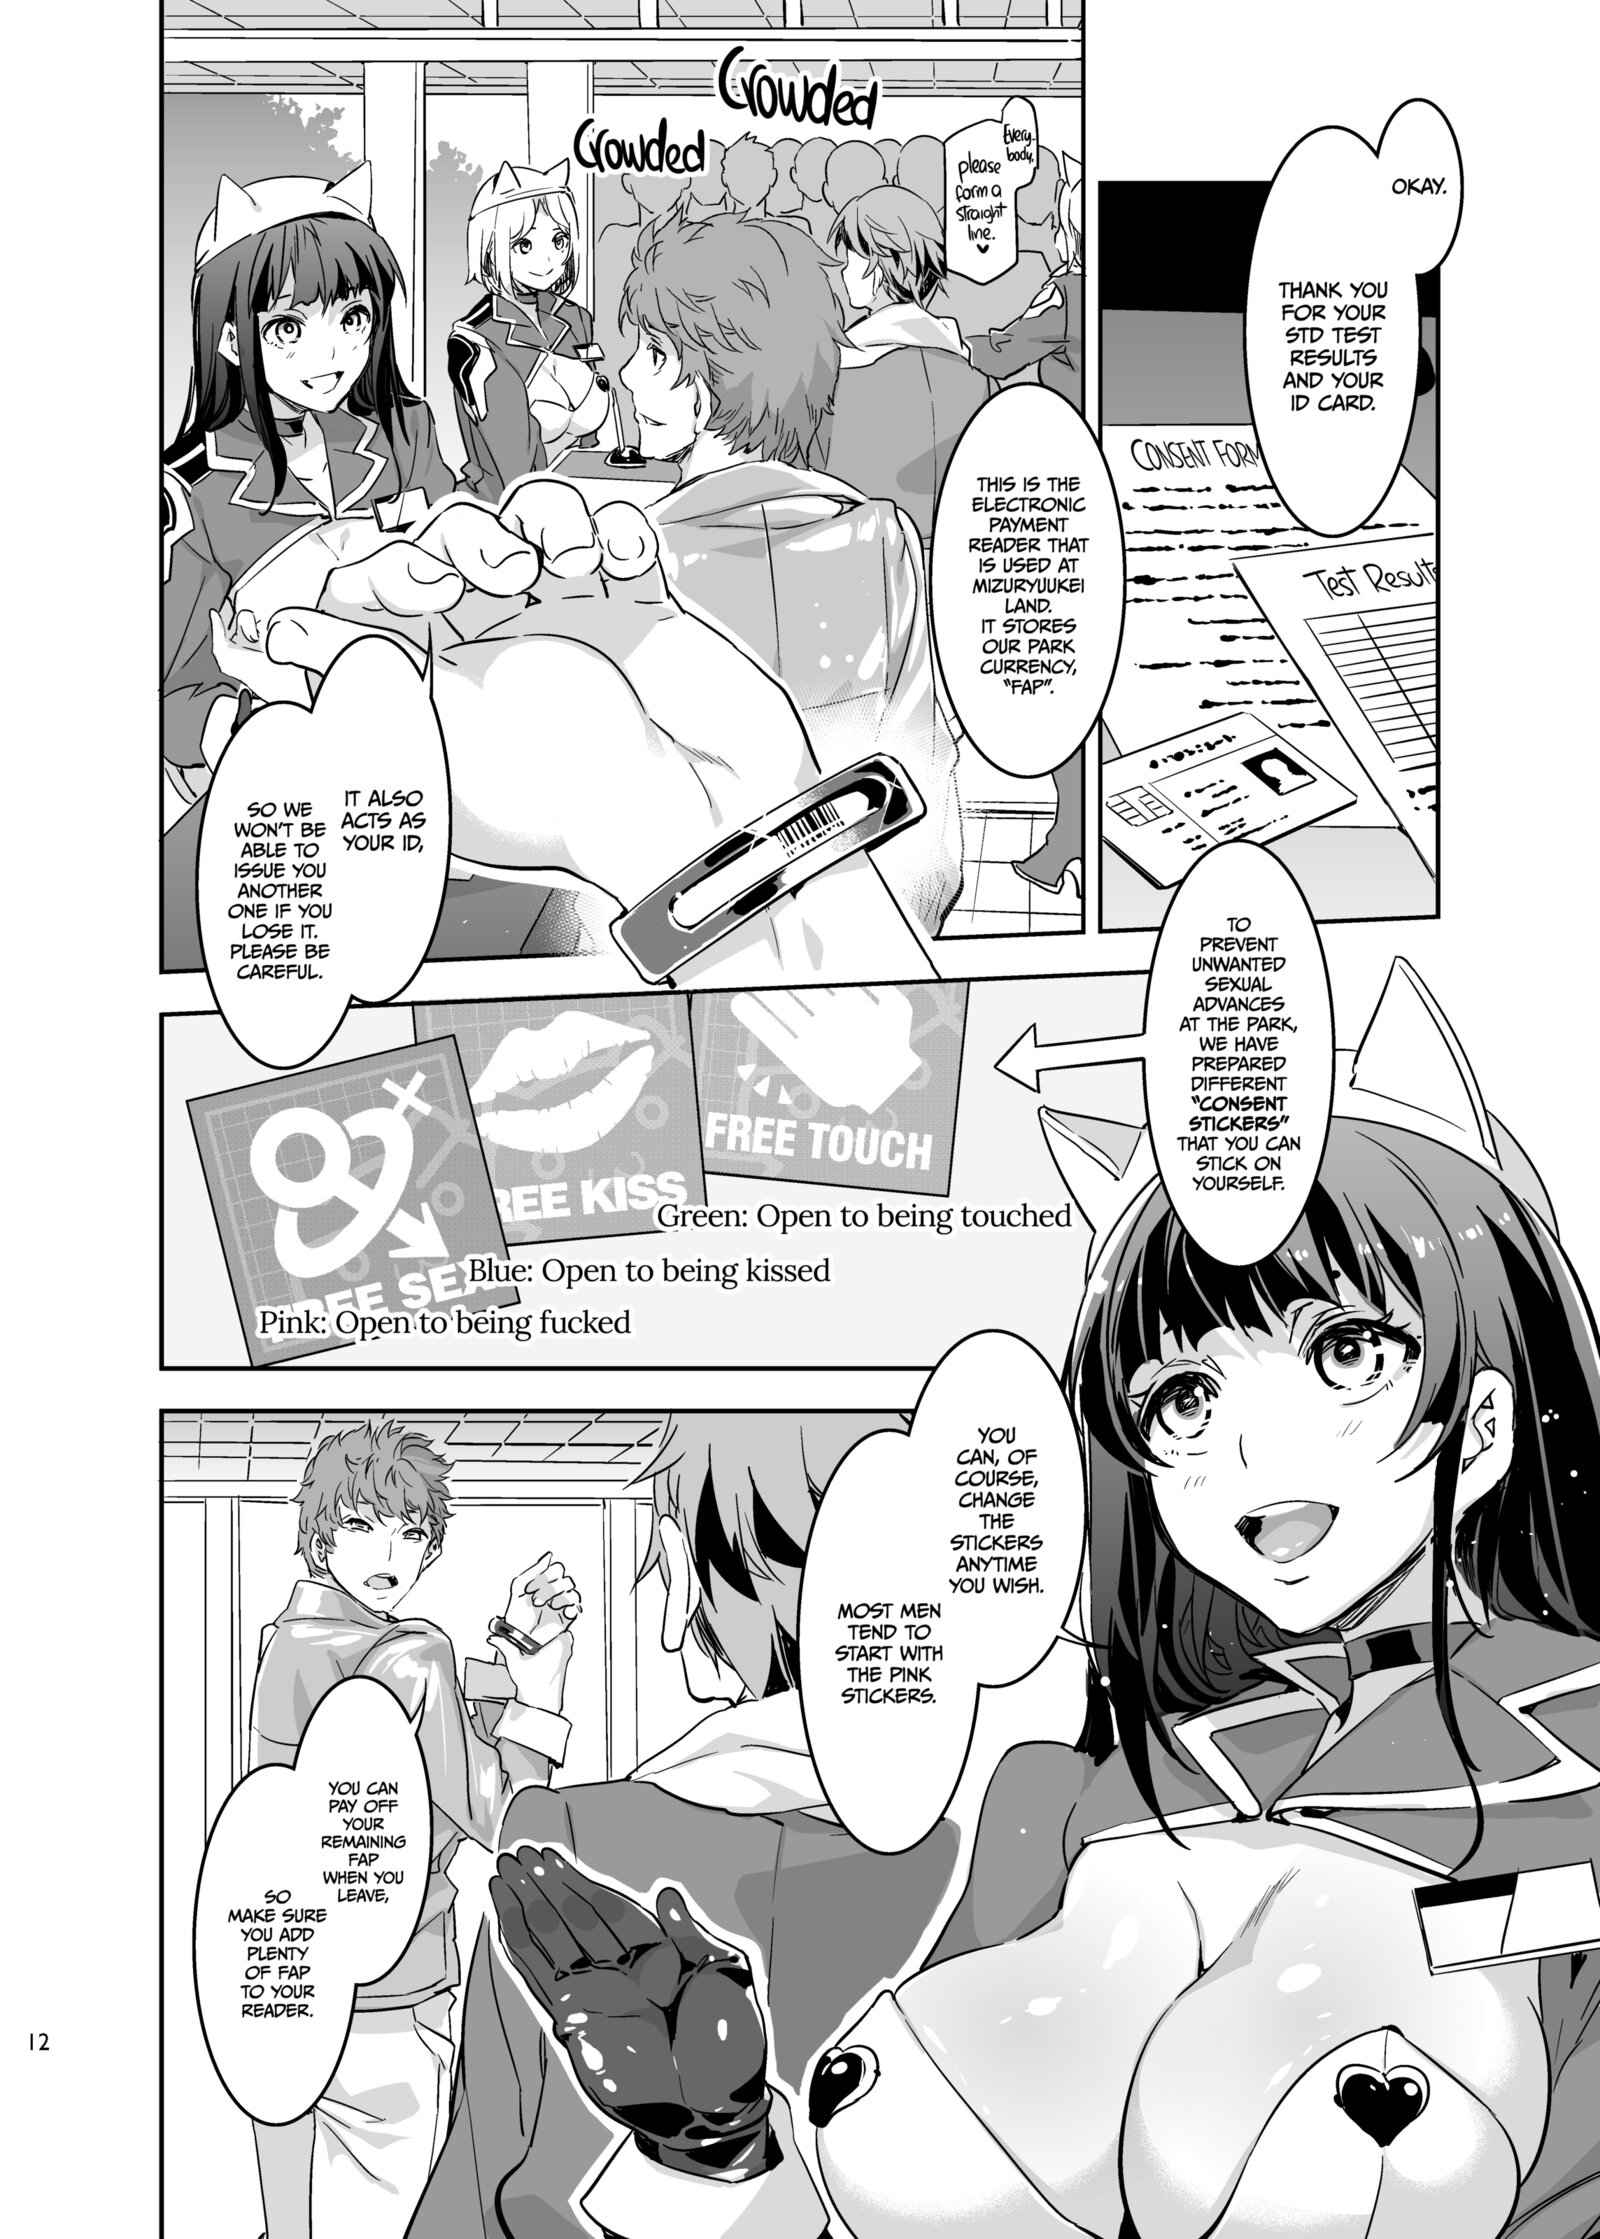 OKAY.
THANK YOU
FOR YOUR
STD TEST
RESULTS
AND YOUR
ID CARD.
CONSENT FORM
Test Results
Crowded
Crowded
Every-
body,
please
form a
straight
line.
THIS IS THE
ELECTRONIC
PAYMENT
READER THAT
IS USED AT
MIZURYUUKEI
LAND.
IT STORES
OUR PARK
CURRENCY,
"FAP".
IT ALSO
ACTS AS
YOUR ID,
SO WE
WON'T BE
ABLE TO
ISSUE YOU
ANOTHER
ONE IF YOU
LOSE IT.
PLEASE BE
CAREFUL.
TO
PREVENT
UNWANTED
SEXUAL
ADVANCES
AT THE PARK,
WE HAVE
PREPARED
DIFFERENT
"CONSENT
STICKERS"
THAT YOU CAN
STICK ON
YOURSELF.
FREE TOUCH
Green: Open to being touched
REE KISS
Blue: Open to being kissed
FREE SEX
Pink: Open to being fucked
YOU
CAN, OF
COURSE,
CHANGE
THE
STICKERS
ANYTIME
YOU WISH.
MOST MEN
TEND TO
START WITH
THE PINK
STICKERS.
YOU CAN
PAY OFF
YOUR
REMAINING
FAP
WHEN YOU
LEAVE,
SO
MAKE SURE
YOU ADD
PLENTY
OF FAP
TO YOUR
READER.
12